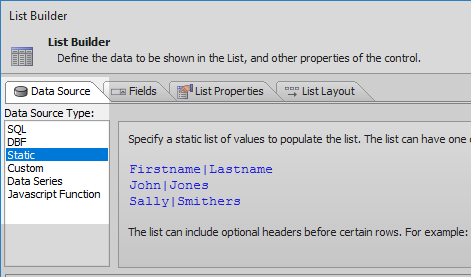 List Builder
List Builder
Define the data to be shown in the List, and other properties of the control.
Data Source
Fields
List Properties
List Layout
Data Source Type:
SQL
DBF
Static
Custom
Data Series
Javascript Function
Specify a static list of values to populate the list. The list can have one
Firstname|Lastname
John|Jones
Sally|Smithers
The list can include optional headers before certain rows. For example: